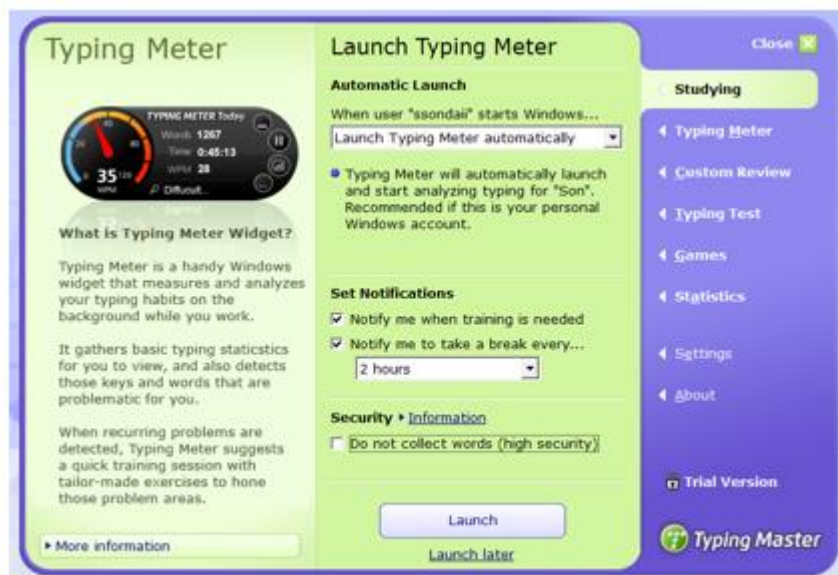 Typing Meter
TYPING METER Today
Words 1267
Time 0:45:13
WPM 28
35
WPM
Difficult...
What is Typing Meter Widget?
Typing Meter is a handy Windows
widget that measures and analyzes
your typing habits on the
background while you work.
It gathers basic typing staticstics
for you to view, and also detects
those keys and words that are
problematic for you.
When recurring problems are
detected, Typing Meter suggests
a quick training session with
tailor-made exercises to hone
those problem areas.
More information
Launch Typing Meter
Automatic Launch
When user "ssondaii" starts Windows...
Launch Typing Meter automatically
Typing Meter will automatically launch
and start analyzing typing for "Son".
Recommended if this is your personal
Windows account.
Set Notifications
Notify me when training is needed
Notify me to take a break every...
2 hours
Security Information
Do not collect words (high security)
Launch
Launch later
Close
Studying
Typing Meter
Custom Review
Typing Test
Games
Statistics
Settings
About
Trial Version
Typing Master